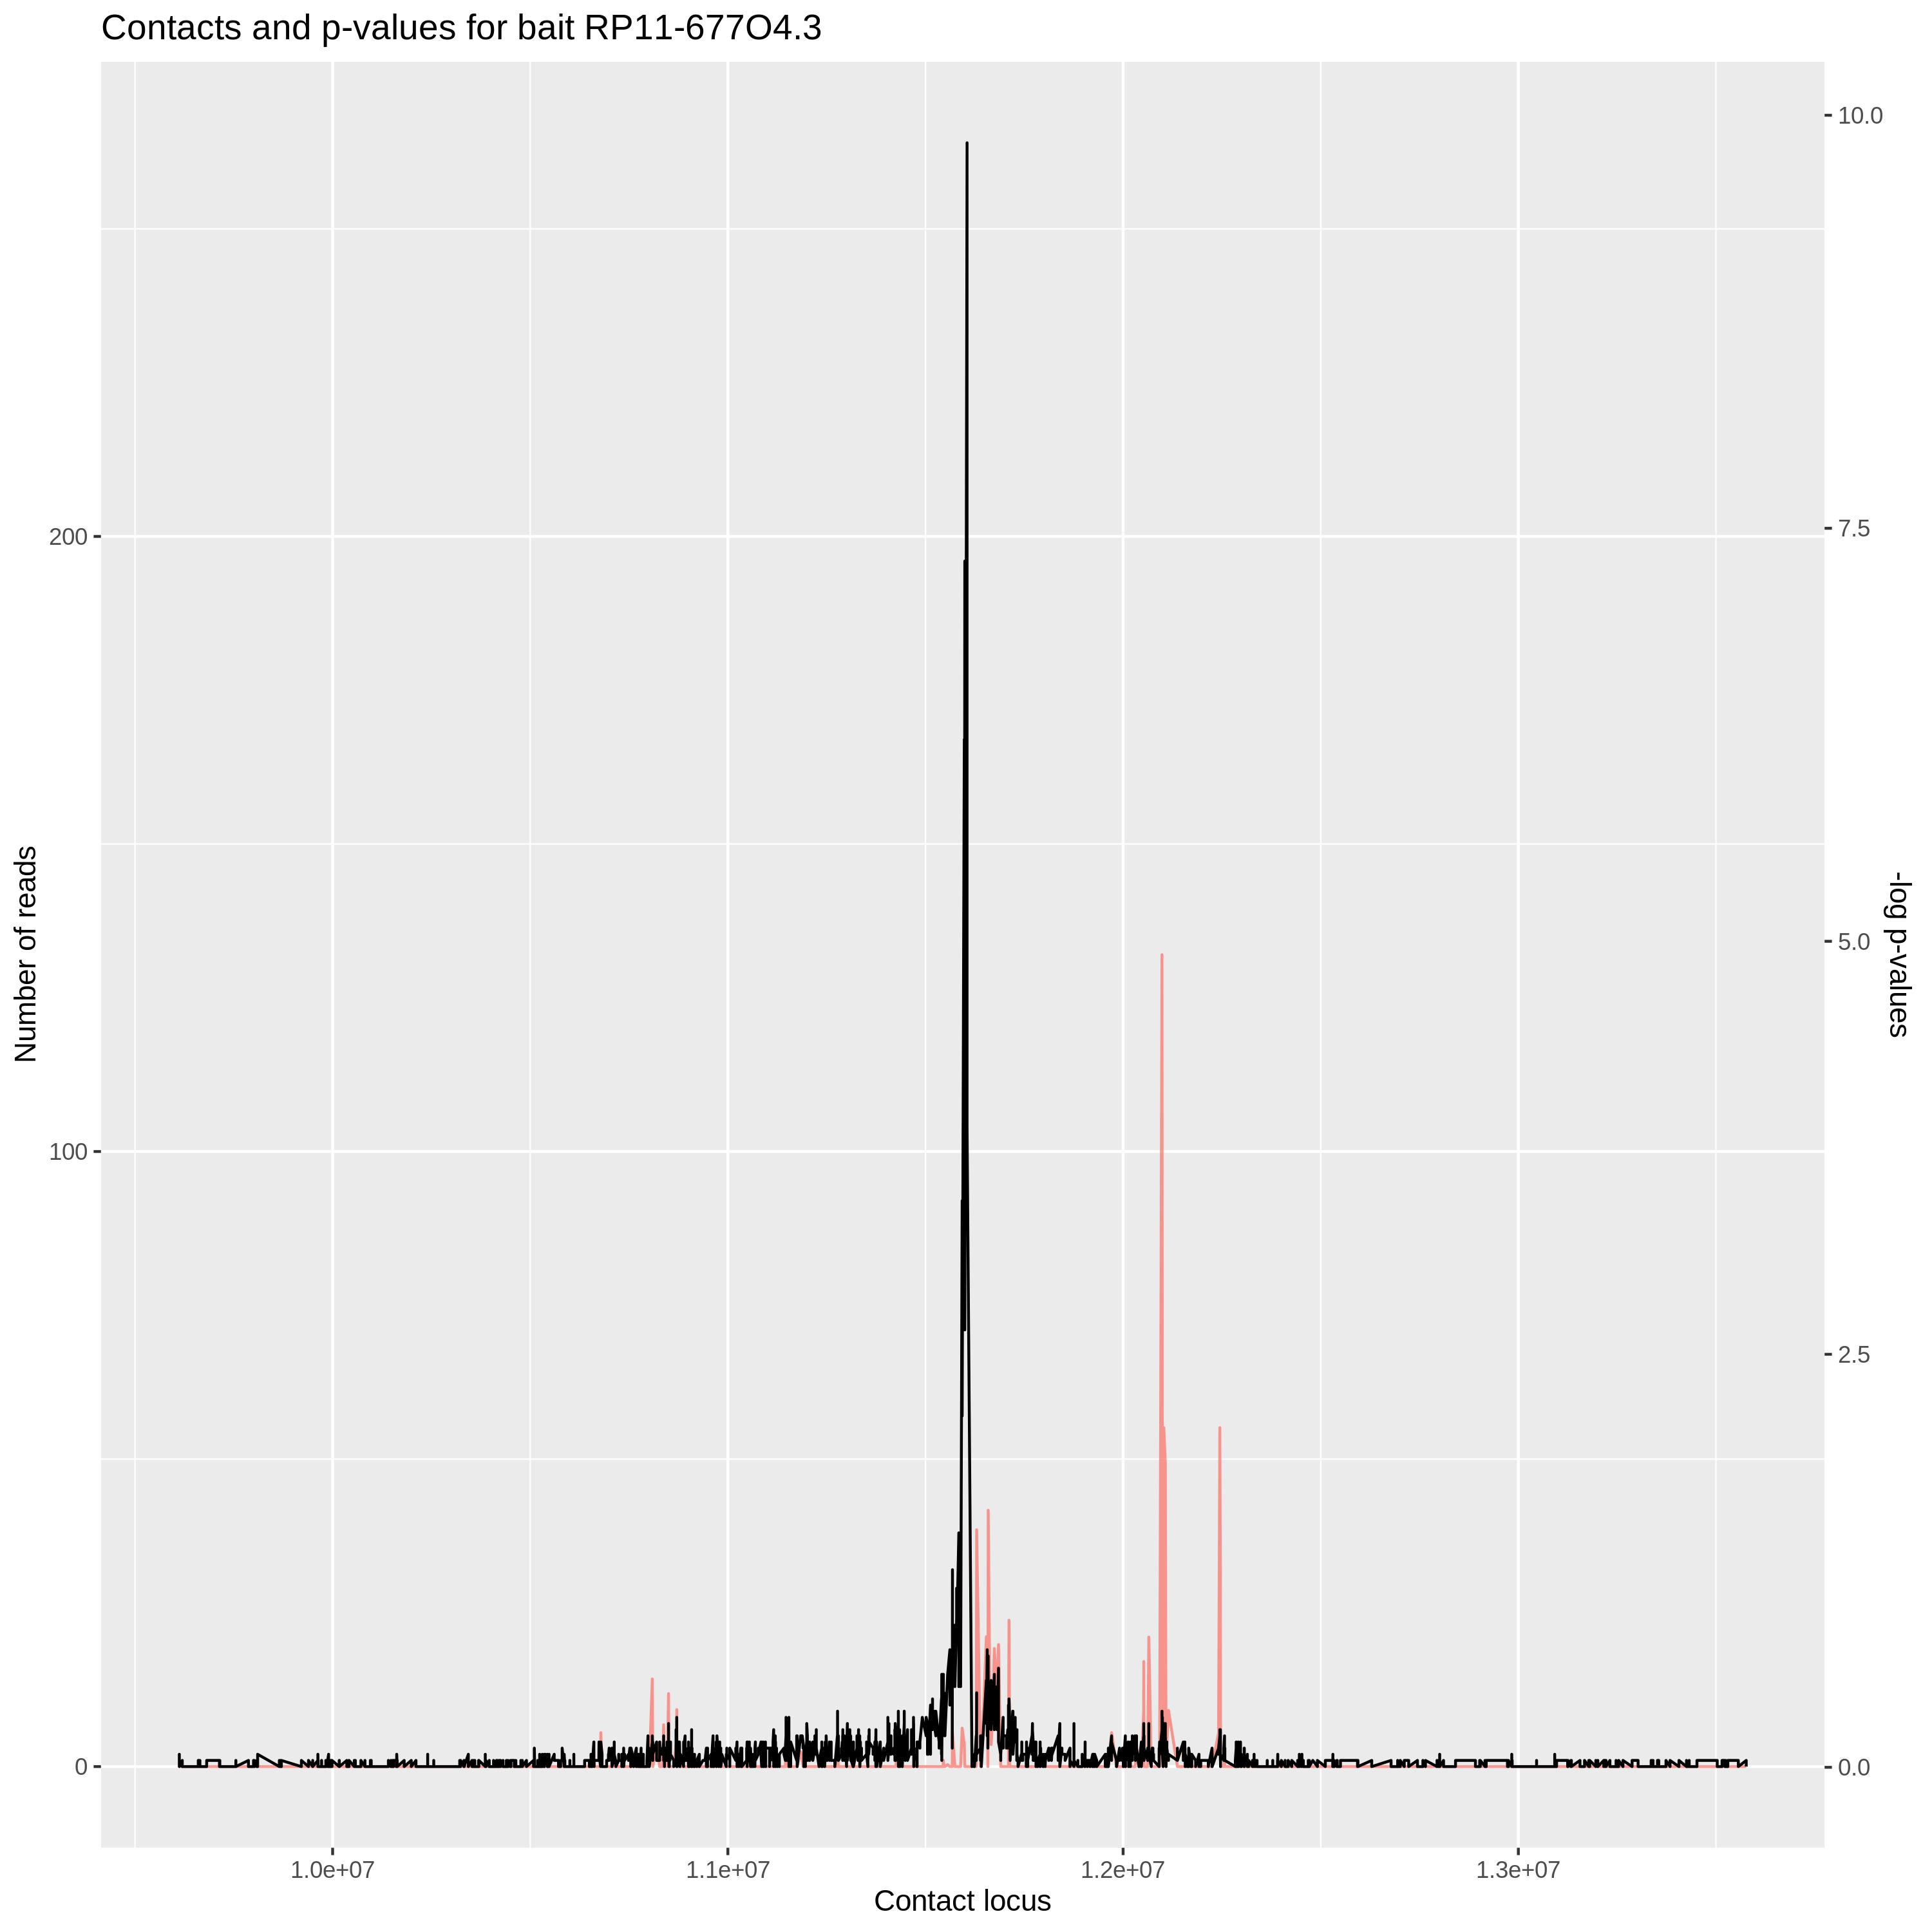 Contacts and p-values for bait RP11-677O4.3
10.0
200
7.5
Number of reads
-log p-values
5.0
100
2.5
0
0.0
1.0e+07
1.1e+07
1.2e+07
1.3e+07
Contact locus